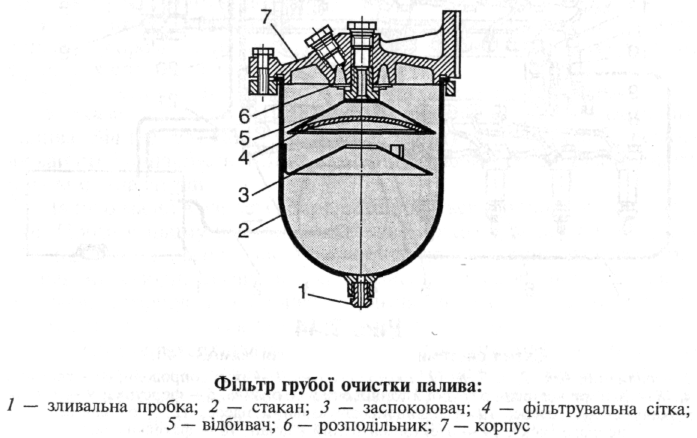 7
6
5
4
3
2
1
Фільтр грубої очистки палива:
1 — зливальна пробка; 2 — стакан; 3 — заспокоювач; 4 — фільтрувальна сітка;
5 — відбивач; 6 — розподільник; 7 — корпус